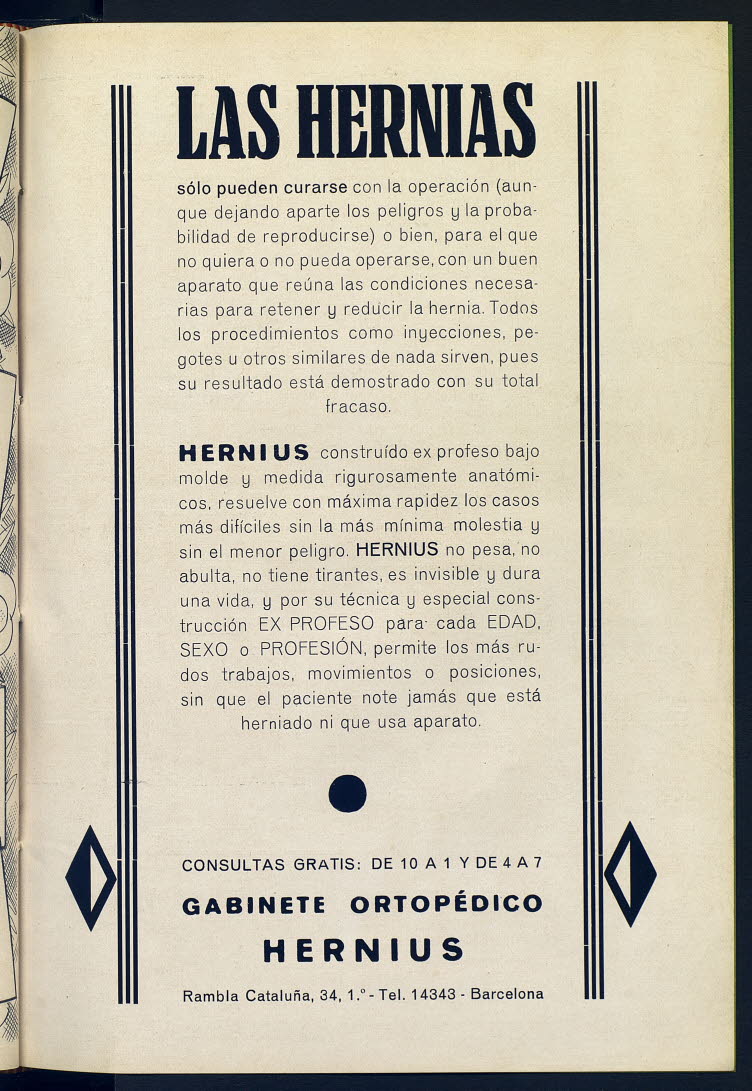 LAS HERNIAS
sólo pueden curarse con la operación (aun-
que dejando aparte los peligros y la proba-
bilidad de reproducirse) o bien, para el que
no quiera o no pueda operarse, con un buen
aparato que reúna las condiciones necesa-
rias para retener y reducir la hernia. Todos
los procedimientos como inyecciones, pe-
gotes u otros similares de nada sirven, pues
su resultado está demostrado con su total
fracaso.
HERNIUS construído ex profeso bajo
molde y medida rigurosamente anatómi-
cos, resuelve con máxima rapidez los casos
más difíciles sin la más mínima molestia y
sin el menor peligro. HERNIUS no pesa, no
abulta, no tiene tirantes, es invisible y dura
una vida, y por su técnica y especial cons-
trucción EX PROFESO para cada EDAD,
SEXO o PROFESIÓN, permite los más ru-
dos trabajos, movimientos o posiciones,
sin que el paciente note jamás que está
herniado ni que usa aparato.
CONSULTAS GRATIS: DE 10 A 1 Y DE 4 A 7
GABINETE ORTOPÉDICO
HERNIUS
Rambla Cataluña, 34, 1.º - Tel. 14343 - Barcelona